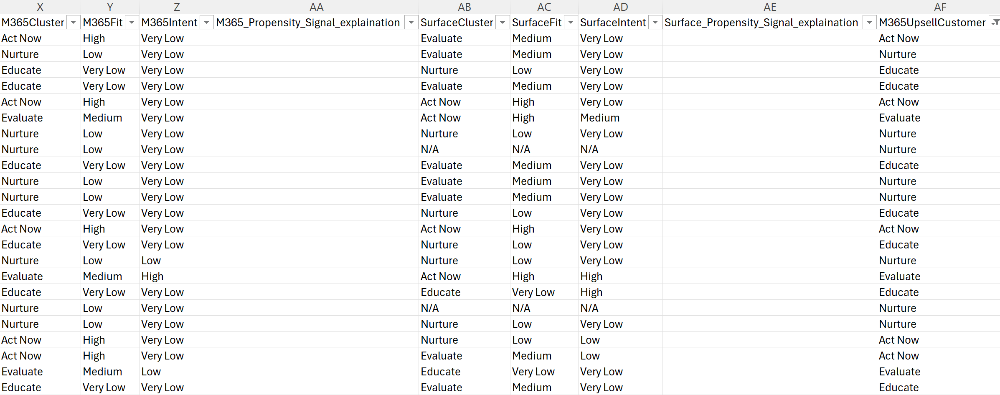 X Y Z AA AB AC AD AE AF
M365Cluster M365Fit M365Intent M365_Propensity_Signal_explaination SurfaceCluster SurfaceFit SurfaceIntent Surface_Propensity_Signal_explaination M365UpsellCustomer
Act Now High Very Low Evaluate Medium Very Low Act Now
Nurture Low Very Low Evaluate Medium Very Low Nurture
Educate Very Low Very Low Nurture Low Very Low Educate
Educate Very Low Very Low Evaluate Medium Very Low Educate
Act Now High Very Low Act Now High Very Low Act Now
Evaluate Medium Very Low Act Now High Medium Evaluate
Nurture Low Very Low Nurture Low Very Low Nurture
Nurture Low Very Low N/A N/A N/A Nurture
Educate Very Low Very Low Evaluate Medium Very Low Educate
Nurture Low Very Low Evaluate Medium Very Low Nurture
Nurture Low Very Low Evaluate Medium Very Low Nurture
Educate Very Low Very Low Nurture Low Very Low Educate
Act Now High Very Low Act Now High Very Low Act Now
Educate Very Low Very Low Nurture Low Very Low Educate
Nurture Low Low Nurture Low Very Low Nurture
Evaluate Medium High Act Now High High Evaluate
Educate Very Low Very Low Educate Very Low High Educate
Nurture Low Very Low N/A N/A N/A Nurture
Nurture Low Very Low Nurture Low Very Low Nurture
Act Now High Very Low Nurture Low Low Act Now
Act Now High Very Low Evaluate Medium Low Act Now
Evaluate Medium Low Educate Very Low Very Low Evaluate
Educate Very Low Very Low Evaluate Medium Very Low Educate